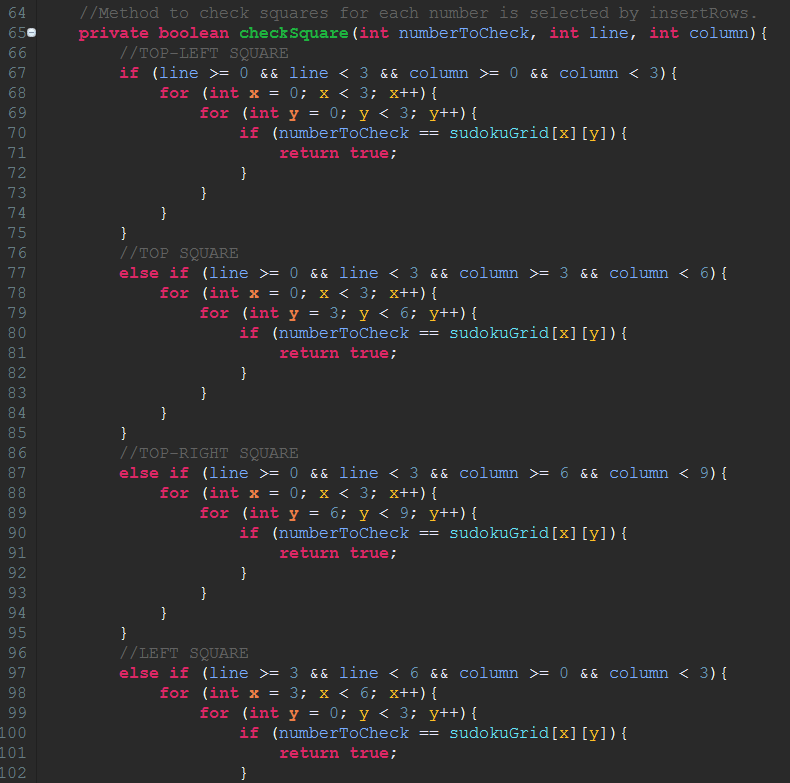 64 //Method to check squares for each number is selected by insertRows.
65 private boolean checkSquare(int numberToCheck, int line, int column){
66 //TOP-LEFT SQUARE
67 if (line >= 0 && line < 3 && column >= 0 && column < 3){
68 for (int x = 0; x < 3; x++){
69 for (int y = 0; y < 3; y++){
70 if (numberToCheck == sudokuGrid[x][y]){
71 return true;
72 }
73 }
74 }
75 }
76 //TOP SQUARE
77 else if (line >= 0 && line < 3 && column >= 3 && column < 6){
78 for (int x = 0; x < 3; x++){
79 for (int y = 3; y < 6; y++){
80 if (numberToCheck == sudokuGrid[x][y]){
81 return true;
82 }
83 }
84 }
85 }
86 //TOP-RIGHT SQUARE
87 else if (line >= 0 && line < 3 && column >= 6 && column < 9){
88 for (int x = 0; x < 3; x++){
89 for (int y = 6; y < 9; y++){
90 if (numberToCheck == sudokuGrid[x][y]){
91 return true;
92 }
93 }
94 }
95 }
96 //LEFT SQUARE
97 else if (line >= 3 && line < 6 && column >= 0 && column < 3){
98 for (int x = 3; x < 6; x++){
99 for (int y = 0; y < 3; y++){
100 if (numberToCheck == sudokuGrid[x][y]){
101 return true;
102 }